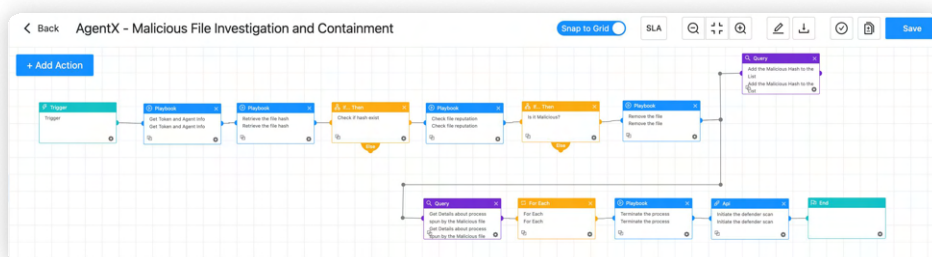 Back AgentX - Malicious File Investigation and Containment Snap to Grid SLA Save
+ Add Action
Query
Add the Malicious Hash to the
List
Add the Malicious Hash to the
List
Trigger
Trigger
Playbook
Get Token and Agent Info
Get Token and Agent Info
Playbook
Retrieve the file hash
Retrieve the file hash
If... Then
Check if hash exist
Else
Playbook
Check file reputation
Check file reputation
If... Then
Is it Malicious?
Else
Playbook
Remove the file
Remove the file
Query
Get Details about process
spun by the Malicious file
Get Details about process
spun by the Malicious file
For Each
For Each
For Each
Playbook
Terminate the process
Terminate the process
Api
Initiate the defender scan
Initiate the defender scan
End